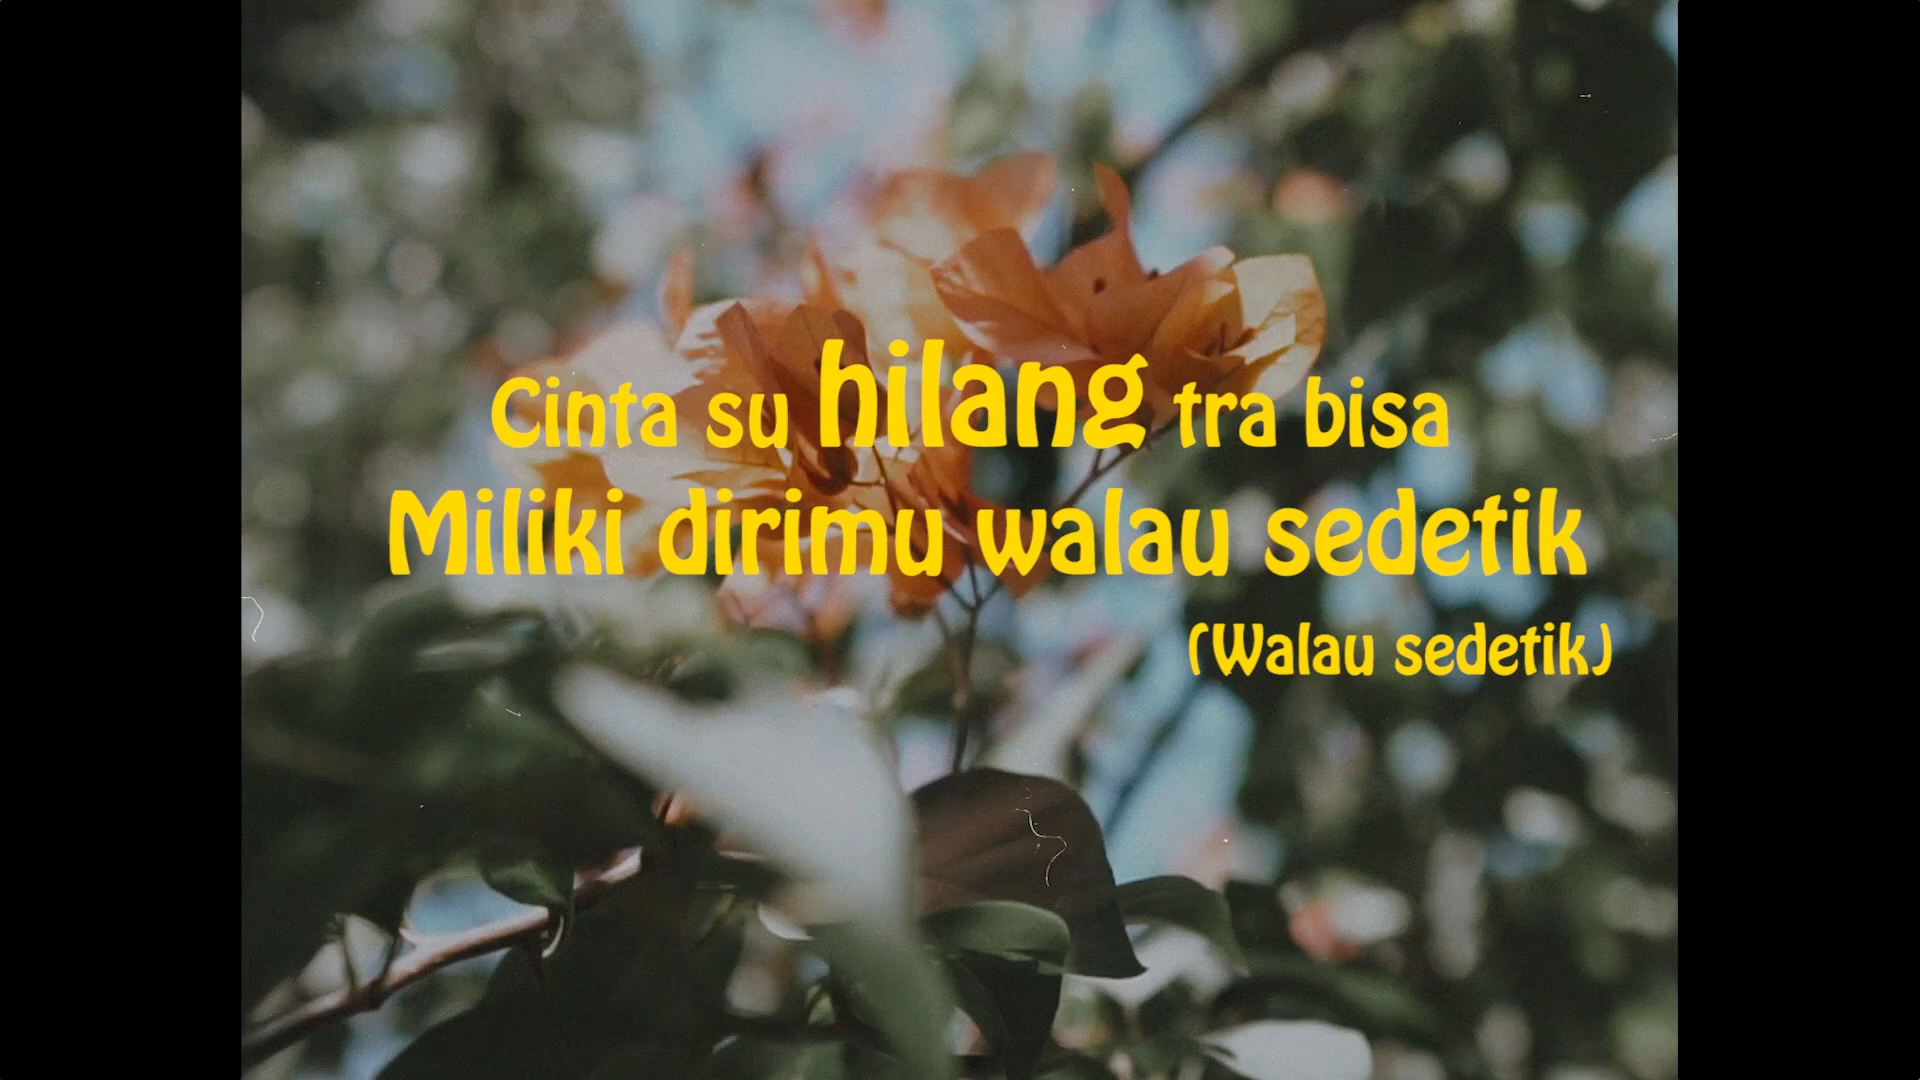 Cinta su hilang tra bisa
Miliki dirimu walau sedetik
(Walau sedetik)